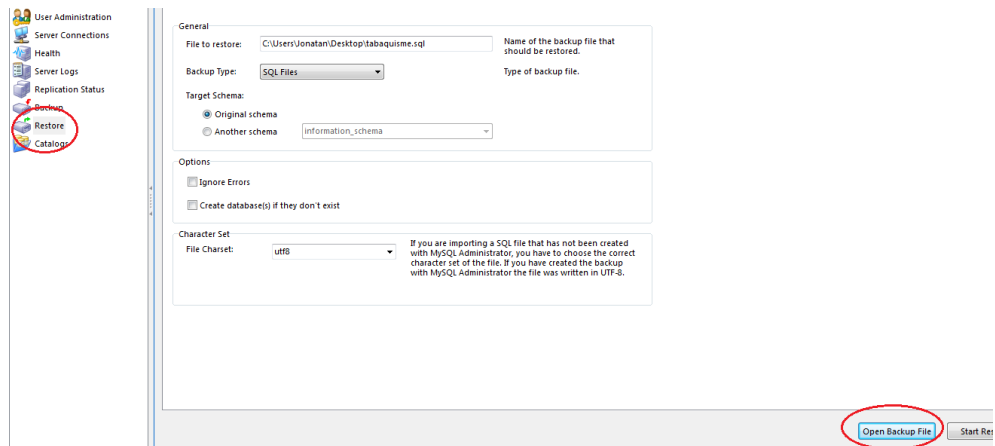 User Administration
Server Connections
Health
Server Logs
Replication Status
Backup
Restore
Catalogs
General
File to restore:
C:\Users\Jonatan\Desktop\tabaquisme.sql
Name of the backup file that
should be restored.
Backup Type:
SQL Files
Type of backup file.
Target Schema:
Original schema
Another schema
information_schema
Options
Ignore Errors
Create database(s) if they don't exist
Character Set
File Charset:
utf8
If you are importing a SQL file that has not been created
with MySQL Administrator, you have to choose the correct
character set of the file. If you have created the backup
with MySQL Administrator the file was written in UTF-8.
Open Backup File
Start Res